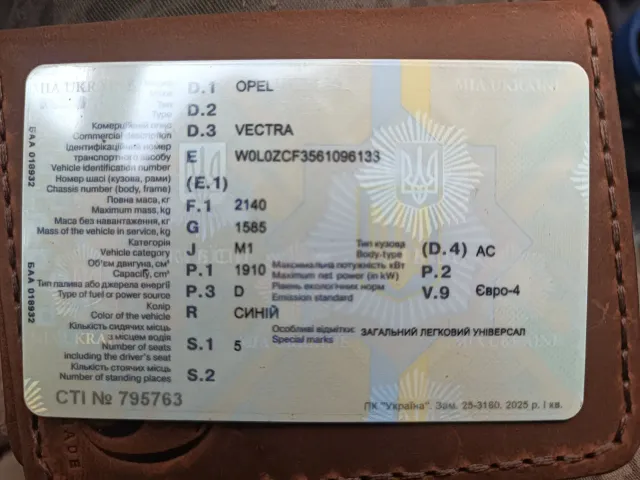 MIA UKRAINE
D.1 OPEL
Type
D.2
Комерційний опис
Commercial description
D.3 VECTRA
Ідентифікаційний номер
транспортного засобу
Vehicle identification number
E W0L0ZCF3561096133
Номер шасі (кузова, рами)
Chassis number (body, frame)
(E.1)
Повна маса, кг
Maximum mass, kg
F.1 2140
Маса без навантаження, кг
Mass of the vehicle in service, kg
G 1585
Категорія
Vehicle category
J M1
Тип кузова
Body-type
(D.4) AC
Об'єм двигуна, см³
Capacity, cm³
P.1 1910
Максимальна потужність кВт
Maximum net power (in kW)
P.2
Тип палива або джерела енергії
Type of fuel or power source
P.3 D
Рівень екологічних норм
Emission standard
V.9 Євро-4
Колір
Color of the vehicle
R СИНІЙ
Кількість сидячих місць
з місцем водія
Number of seats
including the driver's seat
S.1 5
Особливі відмітки
Special marks
ЗАГАЛЬНИЙ ЛЕГКОВИЙ УНІВЕРСАЛ
Кількість стоячих місць
Number of standing places
S.2
СТІ № 795763
ПК "Україна". Зам. 25-3160. 2025 р. І кв.
БАА 018932
БАА 018932
MADE